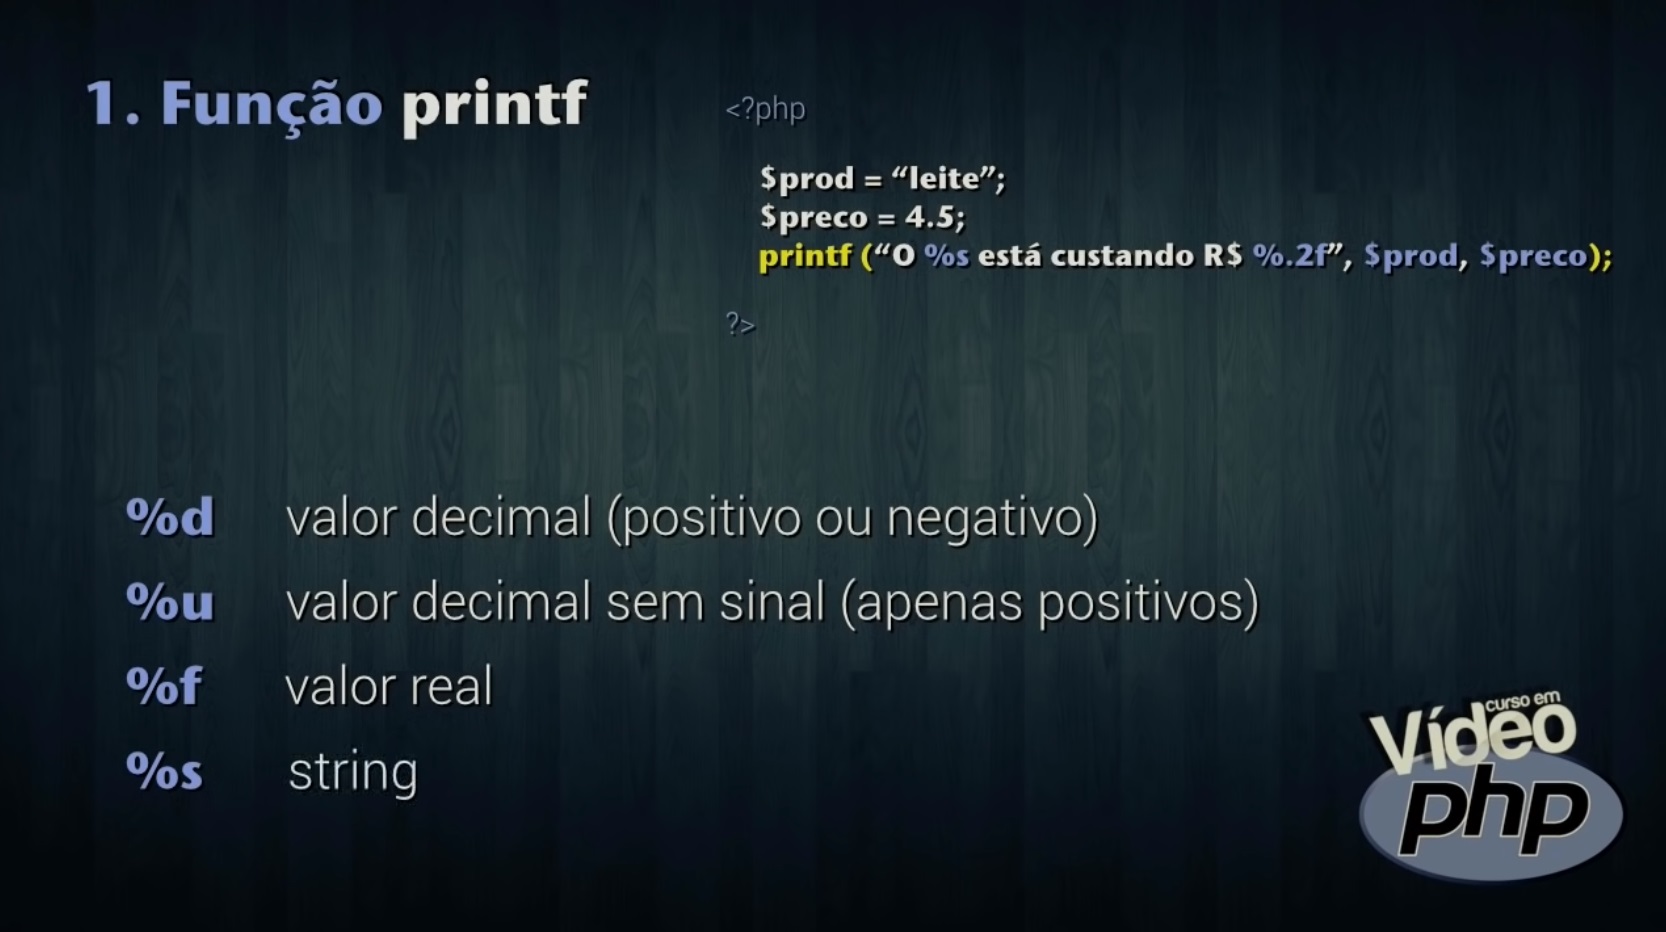 1. Função printf
<?php
$prod = “leite”;
$preco = 4.5;
printf (“O %s está custando R$ %.2f”, $prod, $preco);
?>
%d valor decimal (positivo ou negativo)
%u valor decimal sem sinal (apenas positivos)
%f valor real
%s string
curso em
Vídeo
php